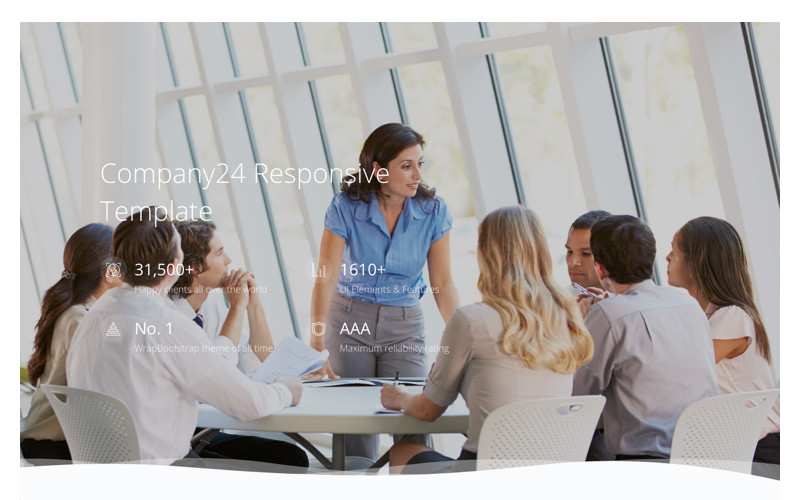 Company24 Responsive
Template
31,500+
Happy clients all over the world
1610+
UI Elements & Features
No. 1
WrapBootstrap theme of all time
AAA
Maximum reliability rating